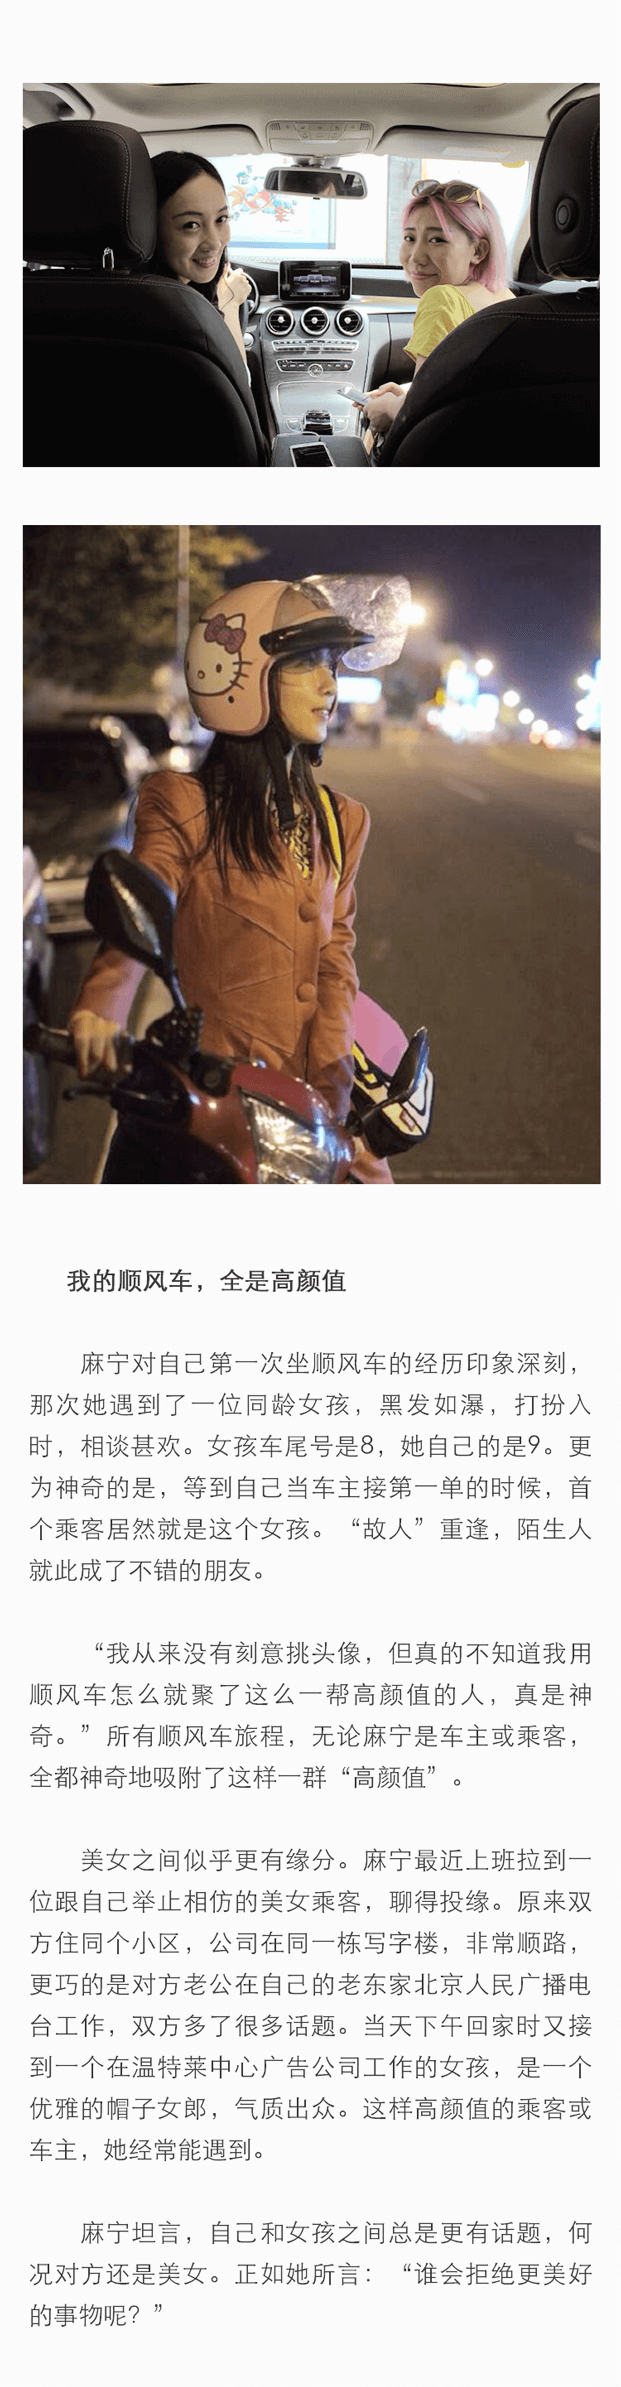 我的顺风车，全是高颜值
麻宁对自己第一次坐顺风车的经历印象深刻，
那次她遇到了一位同龄女孩，黑发如瀑，打扮入
时，相谈甚欢。女孩车尾号是8，她自己的是9。更
为神奇的是，等到自己当车主接第一单的时候，首
个乘客居然就是这个女孩。“故人”重逢，陌生人
就此成了不错的朋友。
“我从来没有刻意挑头像，但真的不知道我用
顺风车怎么就聚了这么一帮高颜值的人，真是神
奇。”所有顺风车旅程，无论麻宁是车主或乘客，
全都神奇地吸附了这样一群“高颜值”。
美女之间似乎更有缘分。麻宁最近上班拉到一
位跟自己举止相仿的美女乘客，聊得投缘。原来双
方住同个小区，公司在同一栋写字楼，非常顺路，
更巧的是对方老公在自己的老东家北京人民广播电
台工作，双方多了很多话题。当天下午回家时又接
到一个在温特莱中心广告公司工作的女孩，是一个
优雅的帽子女郎，气质出众。这样高颜值的乘客或
车主，她经常能遇到。
麻宁坦言，自己和女孩之间总是更有话题，何
况对方还是美女。正如她所言：“谁会拒绝更美好
的事物呢？”